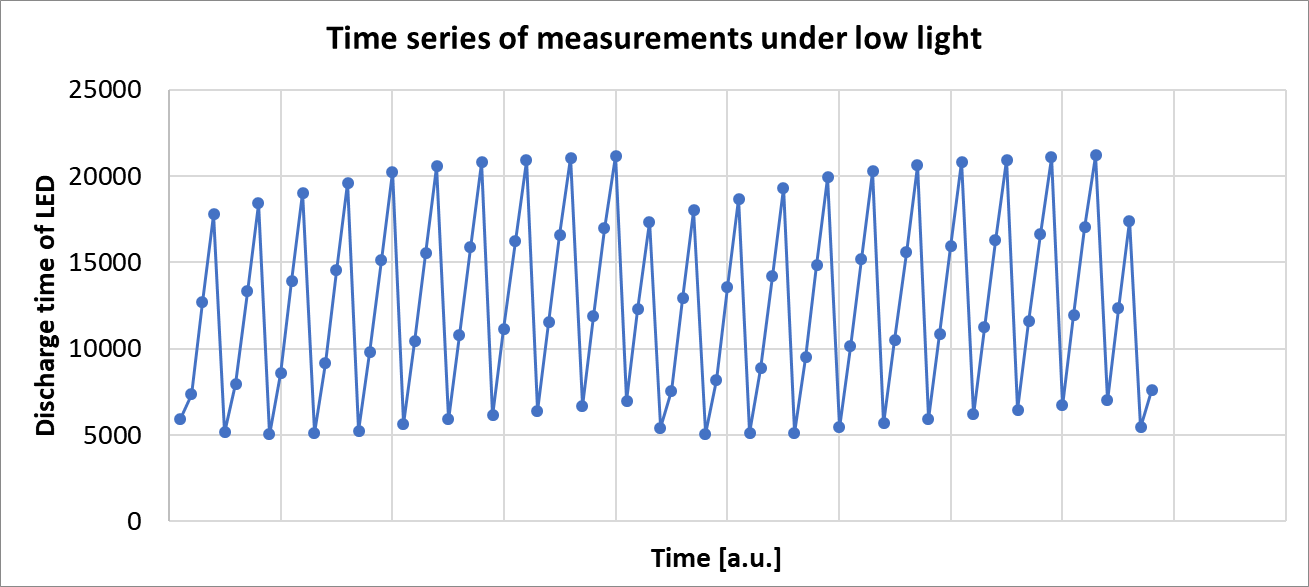 Time series of measurements under low light
Discharge time of LED
25000
20000
15000
10000
5000
0
Time [a.u.]